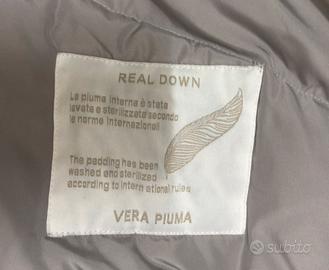 REAL DOWN
La piuma interna è stata
lavata e sterilizzata secondo
le norme internazionali
The padding has been
washed and sterilized
according to international rules
VERA PIUMA
subito